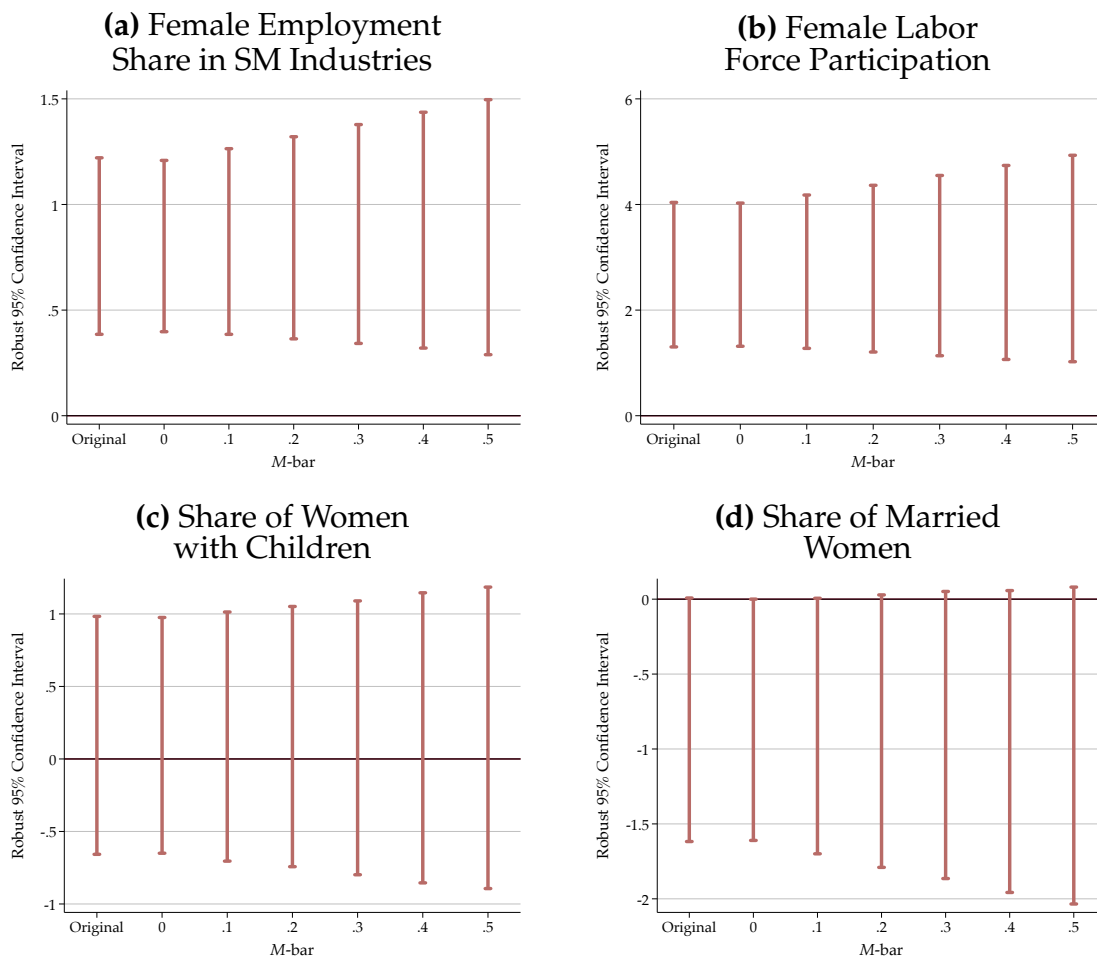 (a) Female Employment
Share in SM Industries
Robust 95% Confidence Interval
1.5
1
.5
0
Original 0 .1 .2 .3 .4 .5
M-bar
(b) Female Labor
Force Participation
Robust 95% Confidence Interval
6
4
2
0
Original 0 .1 .2 .3 .4 .5
M-bar
(c) Share of Women
with Children
Robust 95% Confidence Interval
1
.5
0
-.5
-1
Original 0 .1 .2 .3 .4 .5
M-bar
(d) Share of Married
Women
Robust 95% Confidence Interval
0
-.5
-1
-1.5
-2
Original 0 .1 .2 .3 .4 .5
M-bar